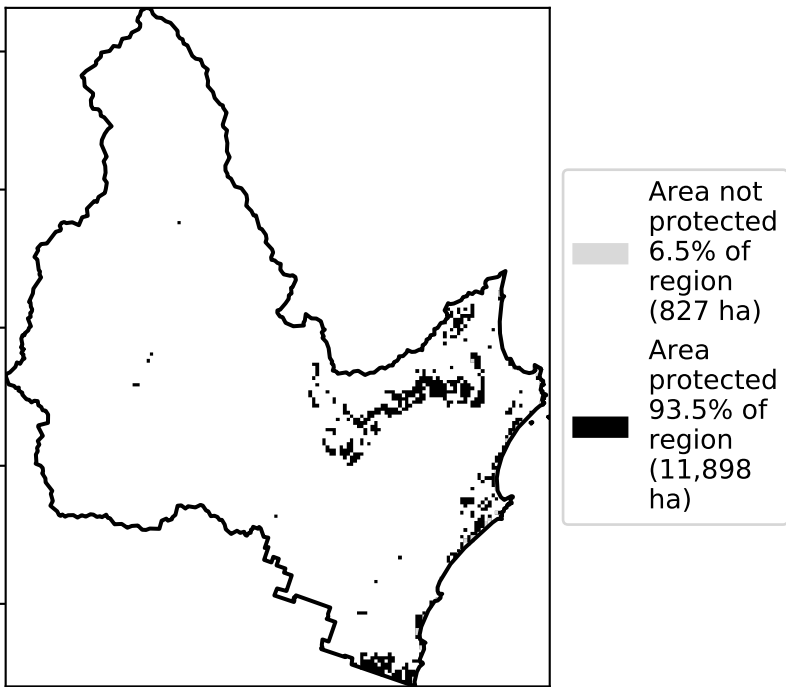 Area not
protected
6.5% of
region
(827 ha)
Area
protected
93.5% of
region
(11,898
ha)